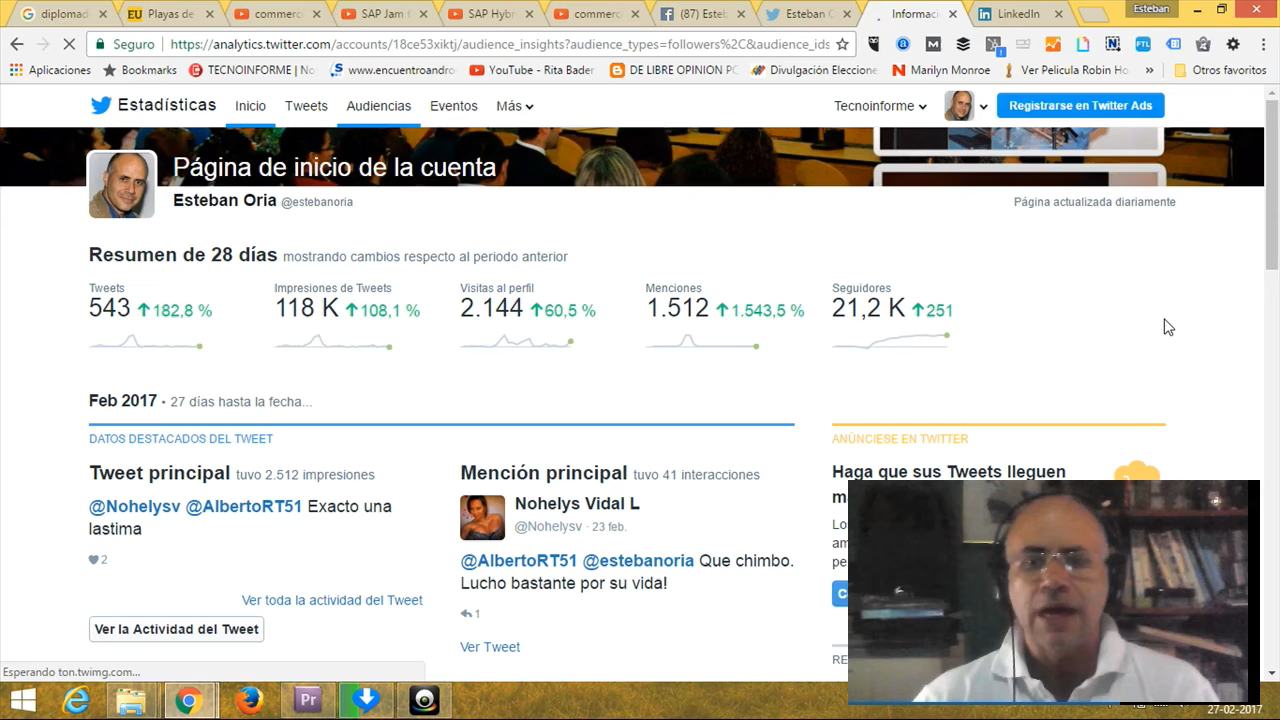 diplomad
Playas de
commerc
SAP Jam f
SAP Hybr
commerc
(87) Esteb
Esteban O
Informaci
LinkedIn
Esteban
Seguro
https://analytics.twitter.com/accounts/18ce53mxtj/audience_insights?audience_types=followers%2C&audience_ids
Aplicaciones
Bookmarks
TECNOINFORME | No
www.encuentroandro
YouTube - Rita Bader
DE LIBRE OPINION PO
Divulgación Eleccione
Marilyn Monroe
Ver Pelicula Robin Ho
»
Otros favoritos
Estadísticas
Inicio
Tweets
Audiencias
Eventos
Más
Tecnoinforme
Registrarse en Twitter Ads
Página de inicio de la cuenta
Esteban Oria @estebanoria
Página actualizada diariamente
Resumen de 28 días mostrando cambios respecto al periodo anterior
Tweets
543 182,8 %
Impresiones de Tweets
118 K 108,1 %
Visitas al perfil
2.144 60,5 %
Menciones
1.512 1.543,5 %
Seguidores
21,2 K 251
Feb 2017 • 27 días hasta la fecha...
DATOS DESTACADOS DEL TWEET
Tweet principal tuvo 2.512 impresiones
@Nohelysv @AlbertoRT51 Exacto una
lastima
2
Ver toda la actividad del Tweet
Ver la Actividad del Tweet
Mención principal tuvo 41 interacciones
Nohelys Vidal L
@Nohelysv · 23 feb.
@AlbertoRT51 @estebanoria Que chimbo.
Lucho bastante por su vida!
1
Ver Tweet
ANÚNCIESE EN TWITTER
Haga que sus Tweets lleguen
Esperando ton.twimg.com...
Pr
27-02-2017